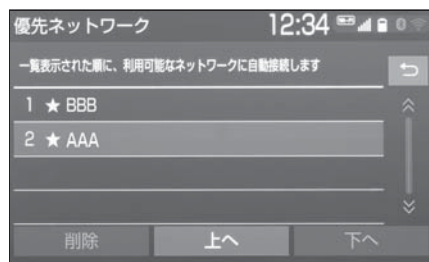 優先ネットワーク
12:34
一覧表示された順に、利用可能なネットワークに自動接続します
1 ★ BBB
2 ★ AAA
削除
上へ
下へ